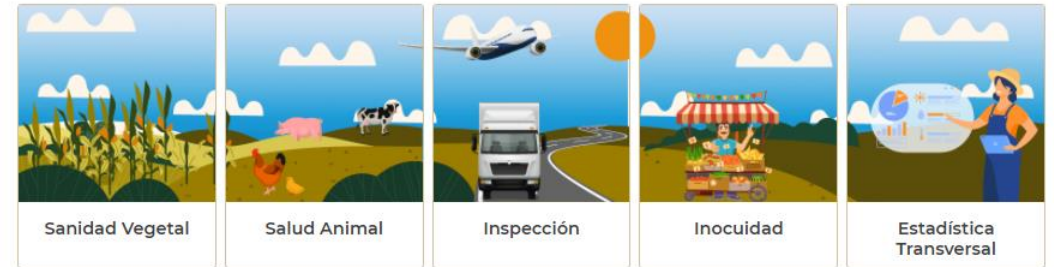 Sanidad Vegetal
Salud Animal
Inspección
Inocuidad
Estadística
Transversal